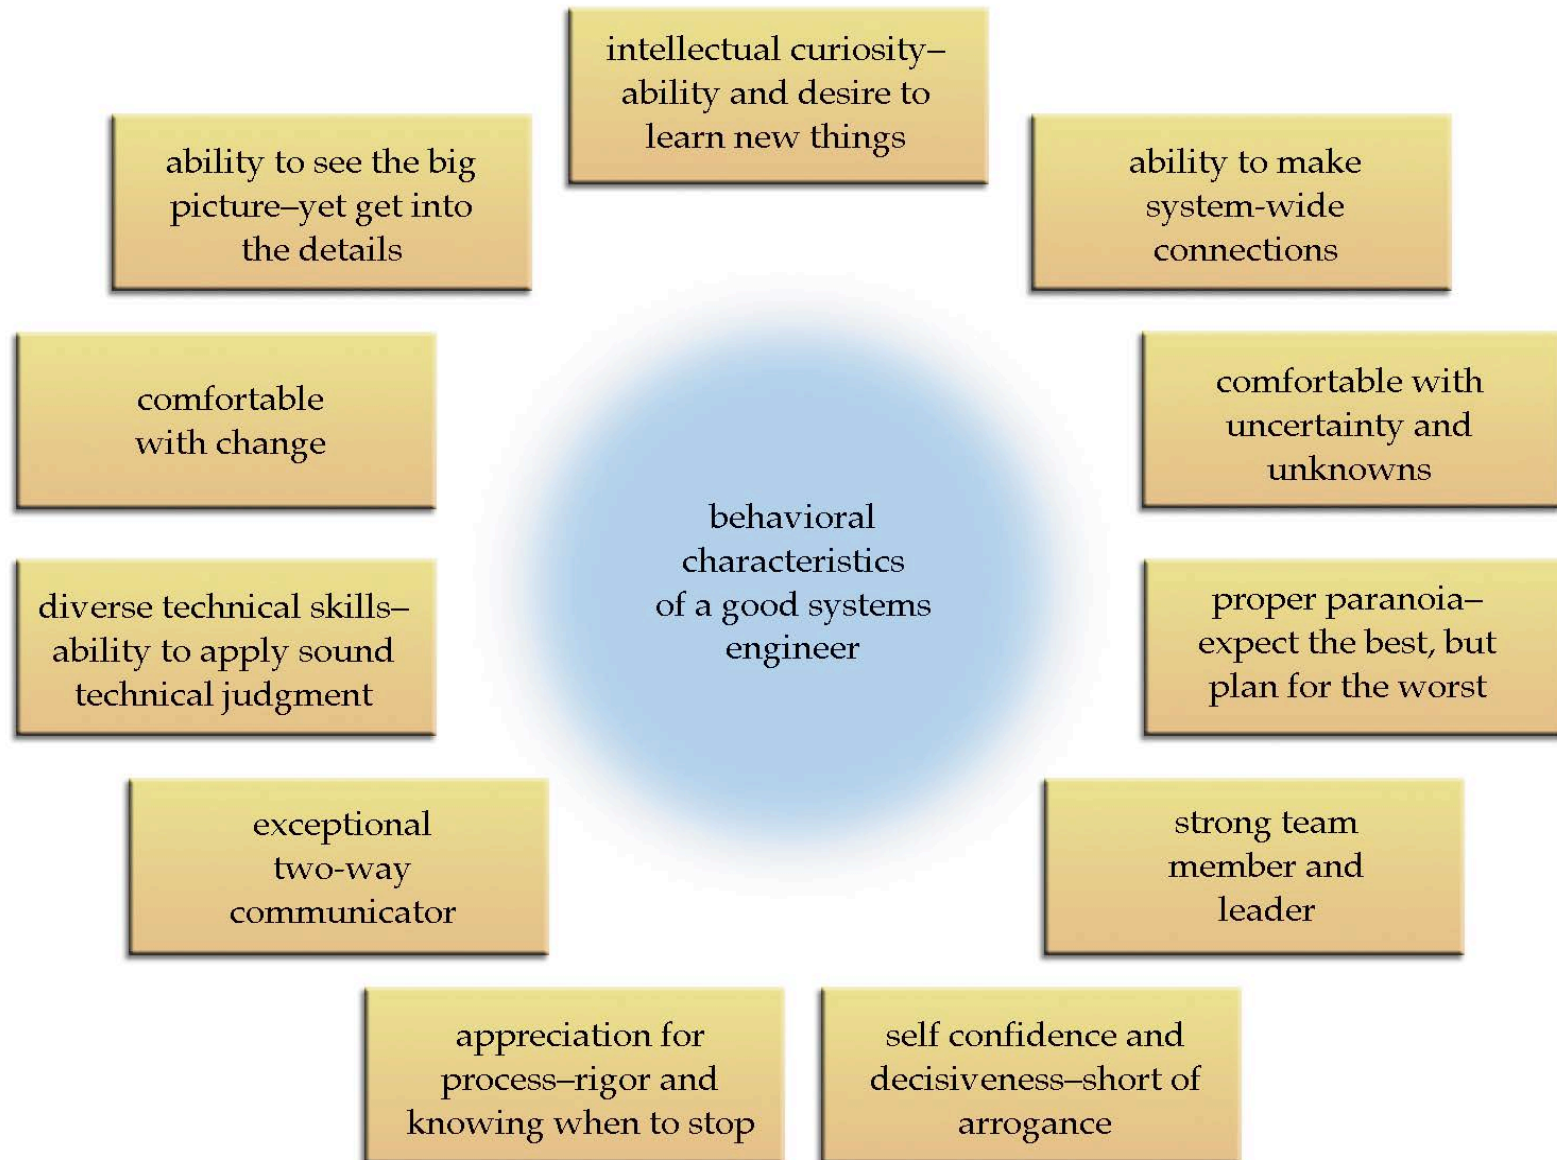 intellectual curiosity–
ability and desire to
learn new things
ability to see the big
picture–yet get into
the details
ability to make
system-wide
connections
comfortable
with change
comfortable with
uncertainty and
unknowns
behavioral
characteristics
of a good systems
engineer
diverse technical skills–
ability to apply sound
technical judgment
proper paranoia–
expect the best, but
plan for the worst
exceptional
two-way
communicator
strong team
member and
leader
appreciation for
process–rigor and
knowing when to stop
self confidence and
decisiveness–short of
arrogance